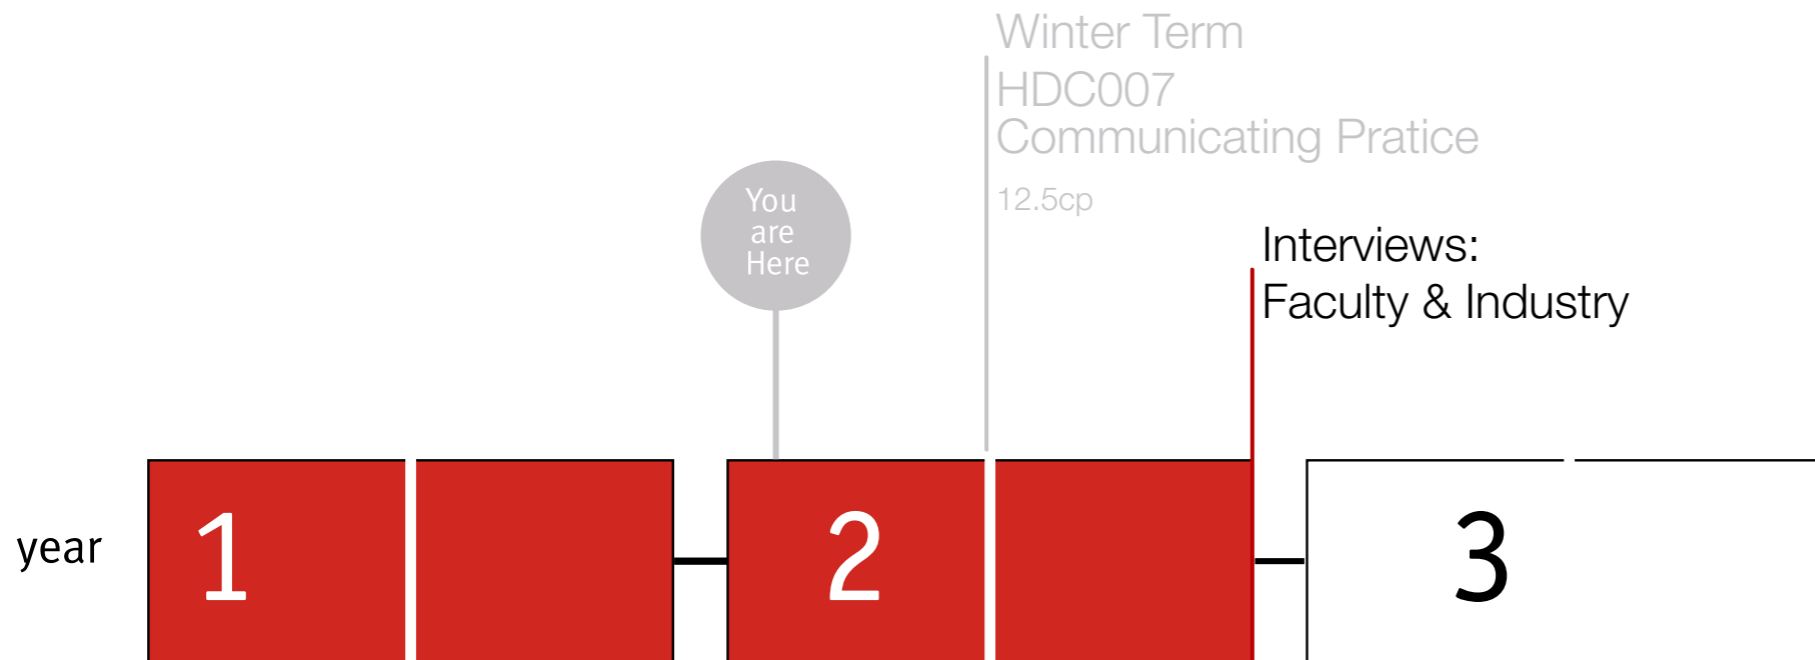 Winter Term
HDC007
Communicating Pratice
12.5cp
You
are
Here
Interviews:
Faculty & Industry
year
1
2
3